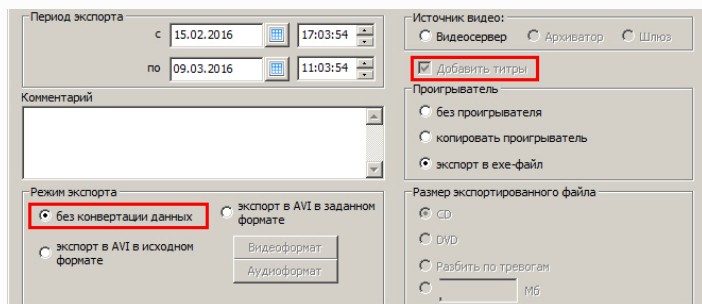 Период экспорта
с 15.02.2016 17:03:54
по 09.03.2016 11:03:54
Комментарий
Режим экспорта
без конвертации данных
экспорт в AVI в заданном
формате
экспорт в AVI в исходном
формате
Видеоформат
Аудиоформат
Источник видео:
Видеосервер Архиватор Шлюз
Добавить титры
Проигрыватель
без проигрывателя
копировать проигрыватель
экспорт в exe-файл
Размер экспортированного файла
CD
DVD
Разбить по тревогам
, Мб